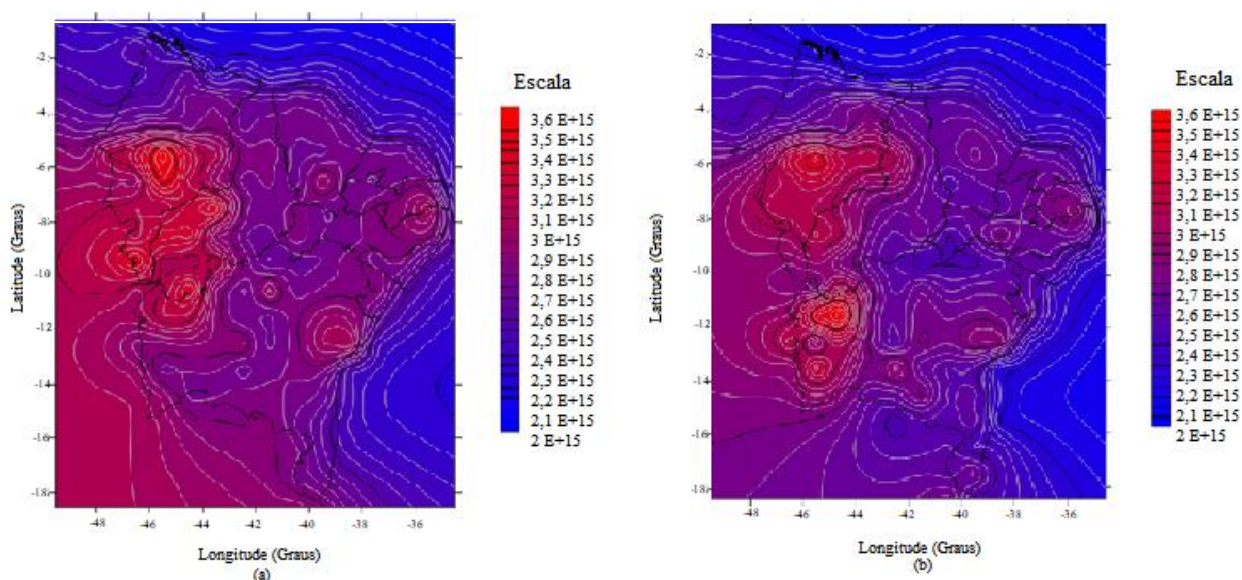 -2
-4
-6
-8
-10
-12
-14
-16
-18
Latitude (Graus)
-48
-46
-44
-42
-40
-38
-36
Longitude (Graus)
(a)
Escala
3,6 E+15
3,5 E+15
3,4 E+15
3,3 E+15
3,2 E+15
3,1 E+15
3 E+15
2,9 E+15
2,8 E+15
2,7 E+15
2,6 E+15
2,5 E+15
2,4 E+15
2,3 E+15
2,2 E+15
2,1 E+15
2 E+15
-2
-4
-6
-8
-10
-12
-14
-16
-18
Latitude (Graus)
-48
-46
-44
-42
-40
-38
-36
Longitude (Graus)
(b)
Escala
3,6 E+15
3,5 E+15
3,4 E+15
3,3 E+15
3,2 E+15
3,1 E+15
3 E+15
2,9 E+15
2,8 E+15
2,7 E+15
2,6 E+15
2,5 E+15
2,4 E+15
2,3 E+15
2,2 E+15
2,1 E+15
2 E+15